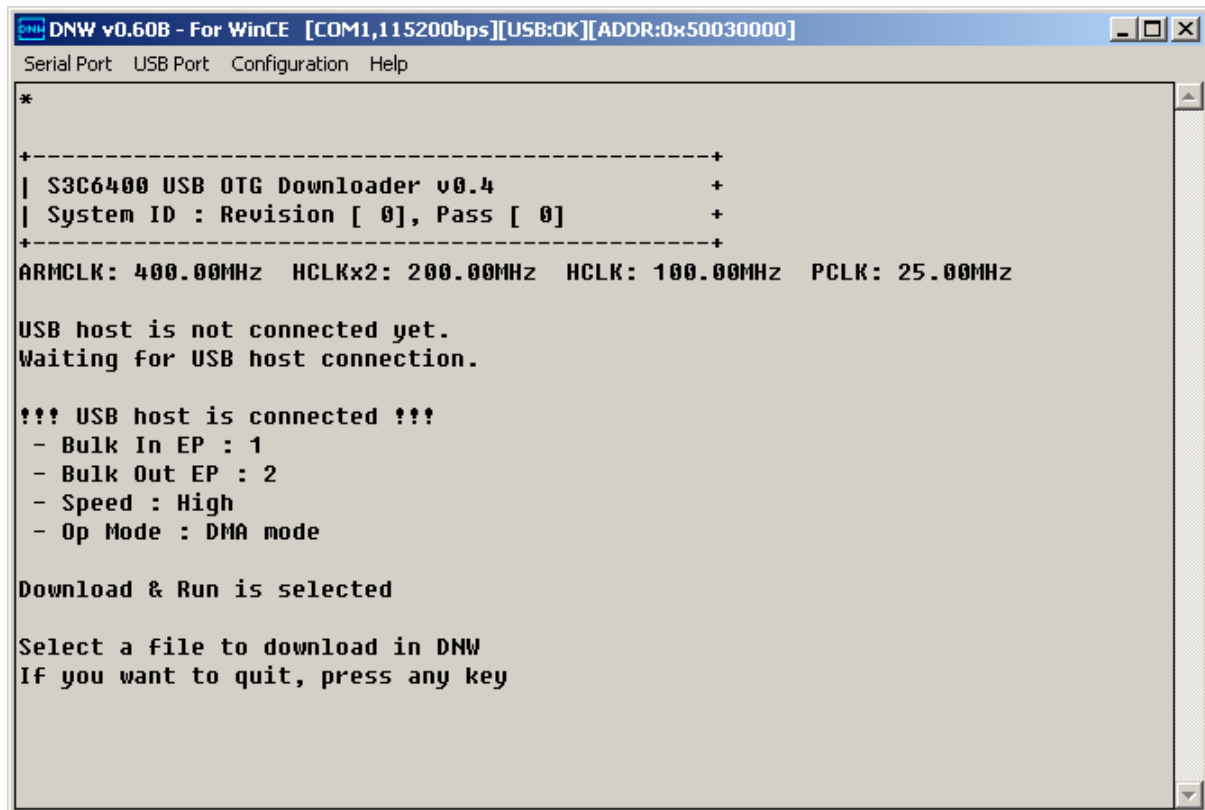 DNW DNW v0.60B - For WinCE [COM1,115200bps][USB:OK][ADDR:0x50030000]
Serial Port USB Port Configuration Help
*
+-----------------------------------------------+
| S3C6400 USB OTG Downloader v0.4 +
| System ID : Revision [ 0], Pass [ 0] +
+-----------------------------------------------+
ARMCLK: 400.00MHz HCLKx2: 200.00MHz HCLK: 100.00MHz PCLK: 25.00MHz
USB host is not connected yet.
Waiting for USB host connection.
!!! USB host is connected !!!
- Bulk In EP : 1
- Bulk Out EP : 2
- Speed : High
- Op Mode : DMA mode
Download & Run is selected
Select a file to download in DNW
If you want to quit, press any key